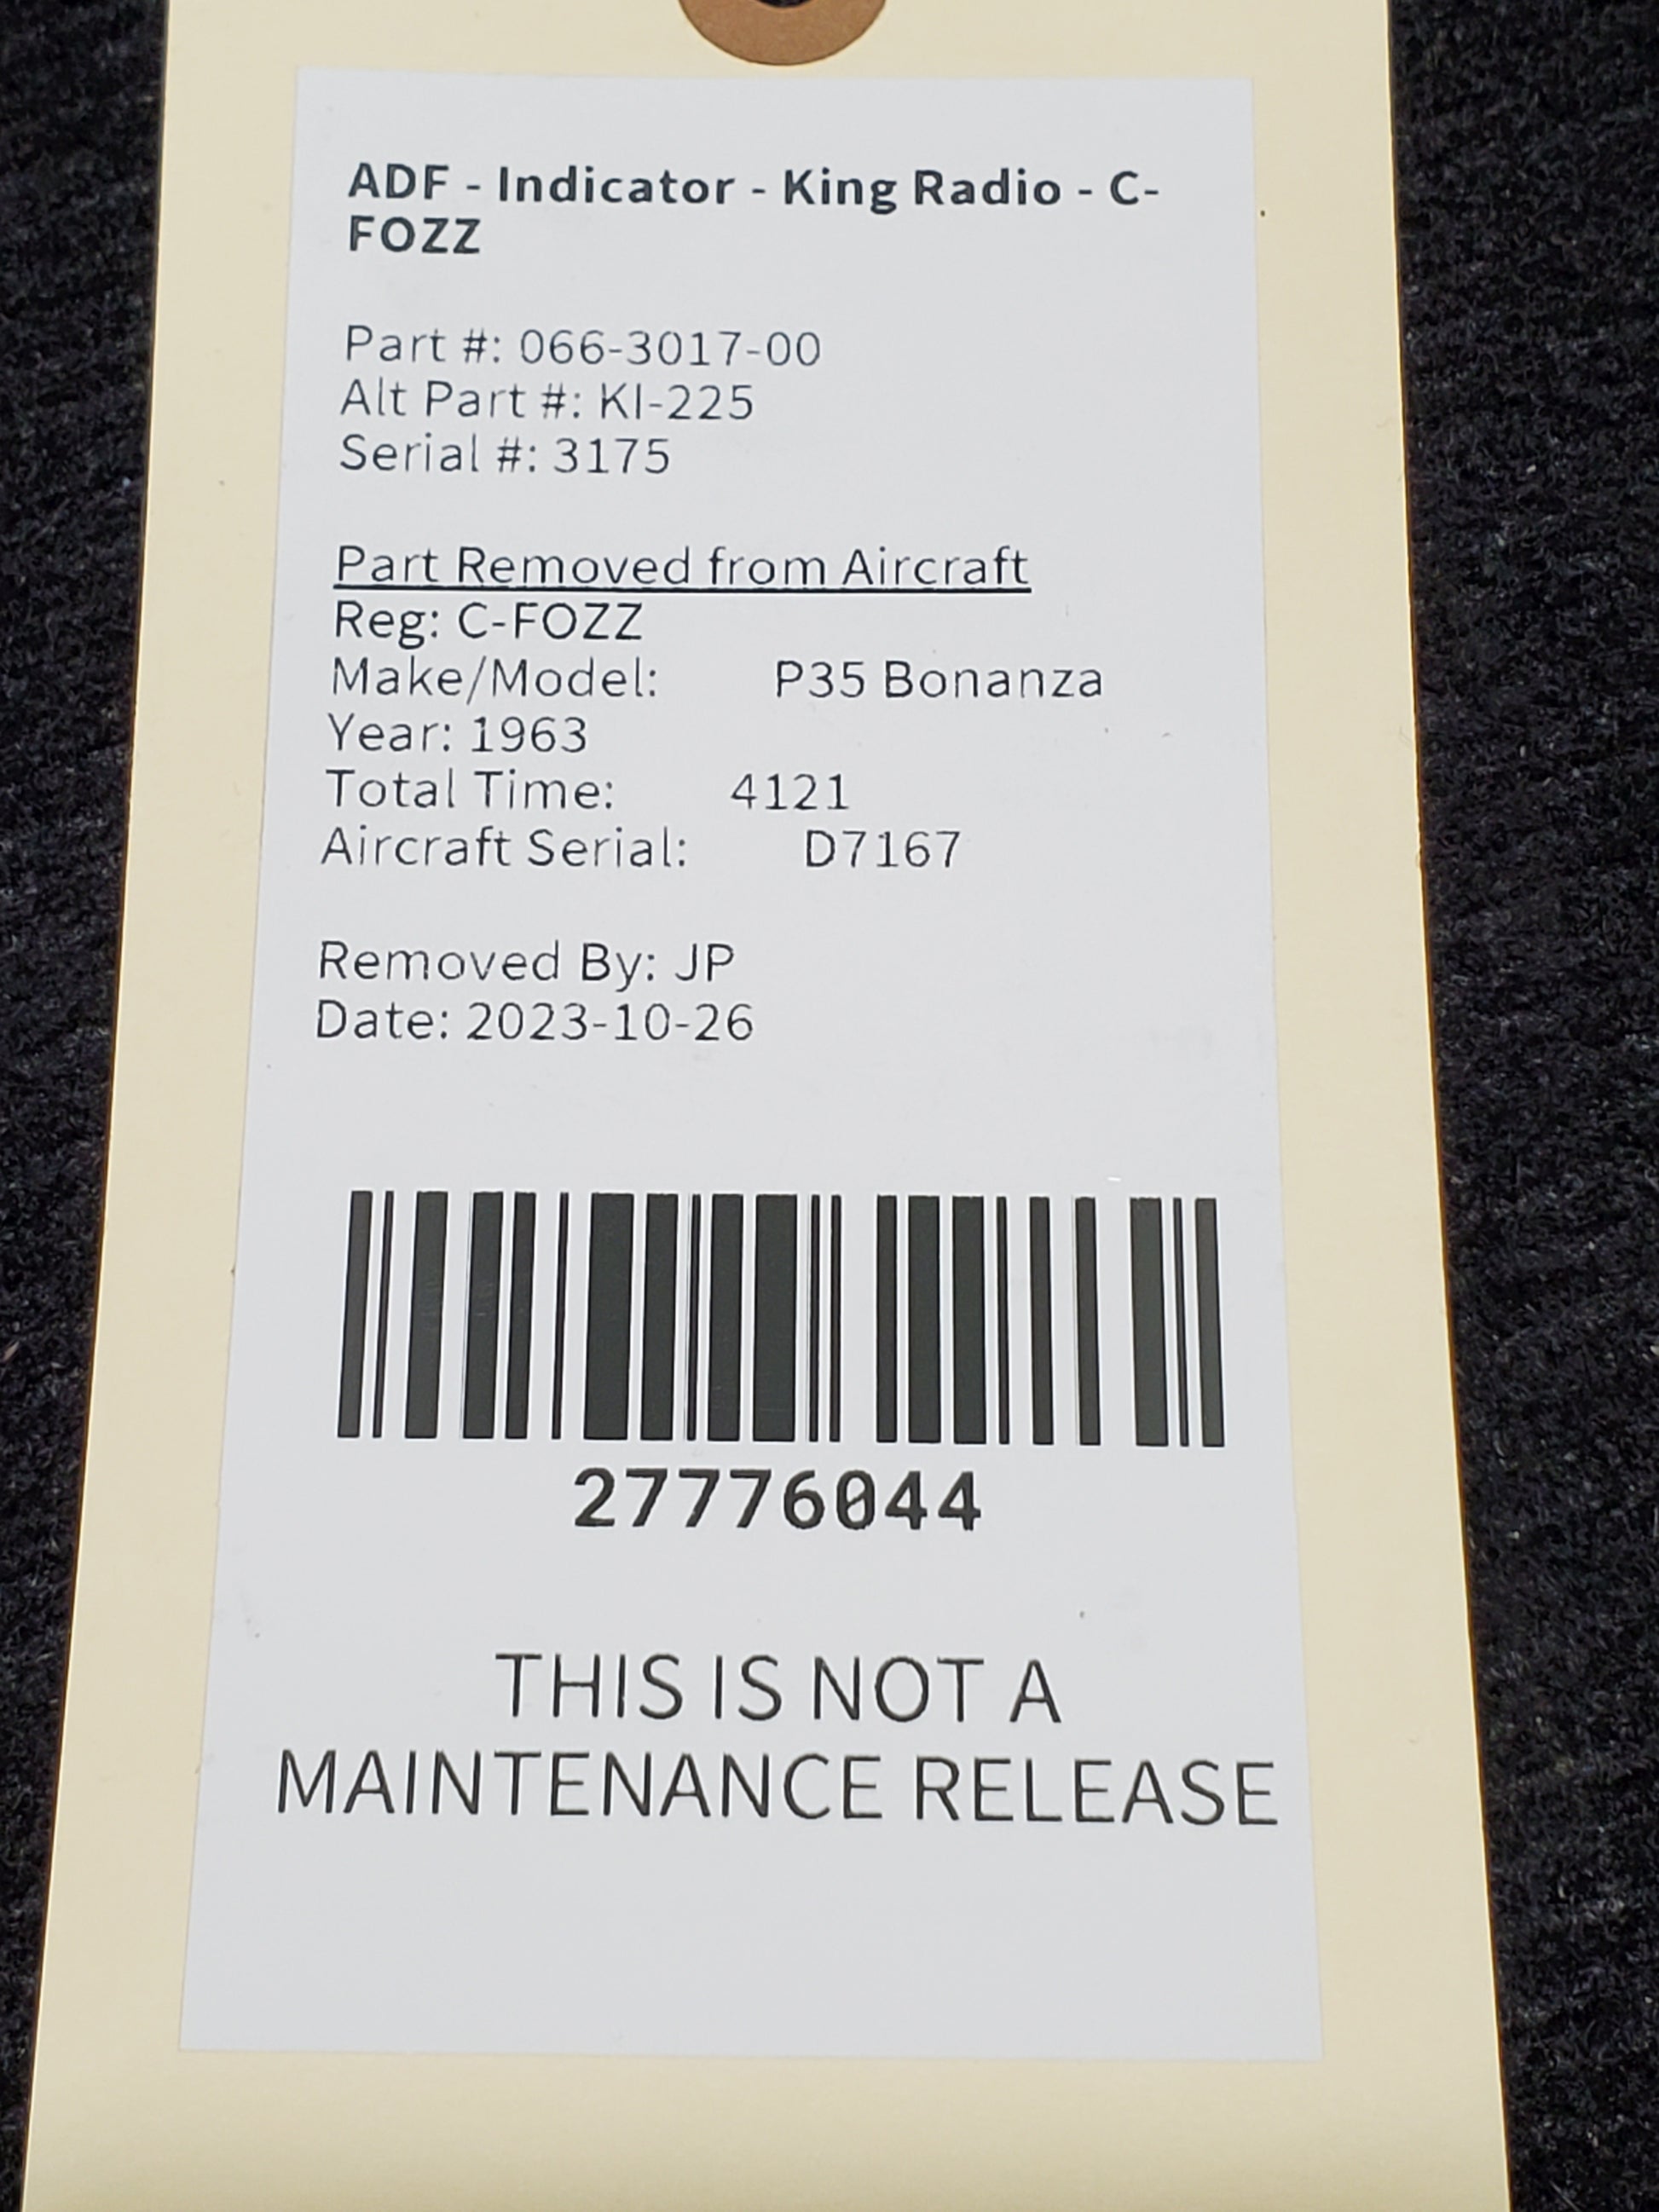 ADF - Indicator - King Radio - C-
FOZZ
Part #: 066-3017-00
Alt Part #: KI-225
Serial #: 3175
Part Removed from Aircraft
Reg: C-FOZZ
Make/Model: P35 Bonanza
Year: 1963
Total Time: 4121
Aircraft Serial: D7167
Removed By: JP
Date: 2023-10-26
27776044
THIS IS NOT A
MAINTENANCE RELEASE